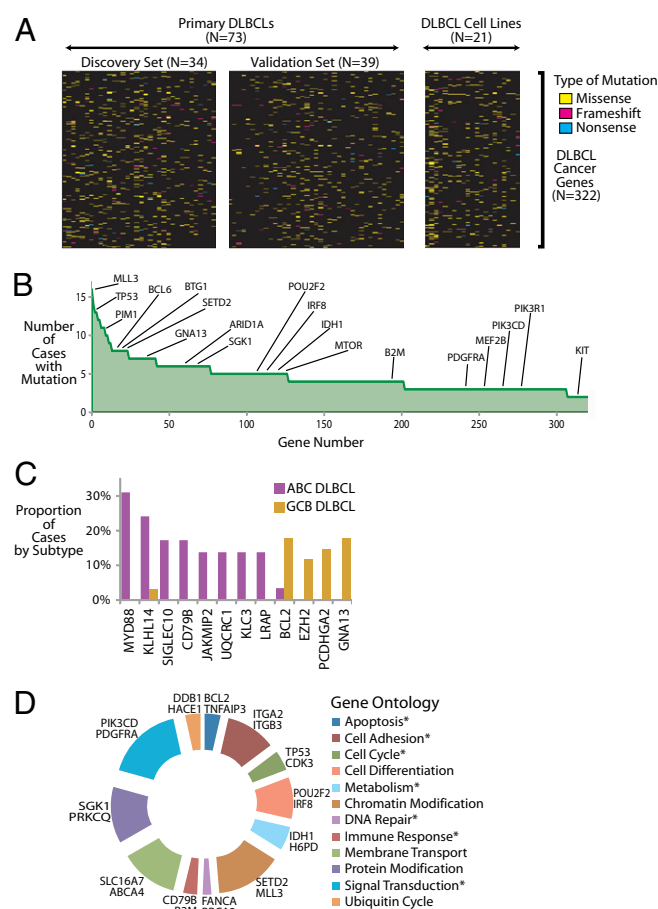 A
Primary DLBCLs
(N=73)
DLBCL Cell Lines
(N=21)
Discovery Set (N=34)
Validation Set (N=39)
Type of Mutation
Missense
Frameshift
Nonsense
DLBCL
Cancer
Genes
(N=322)
B
Number
of
Cases
with
Mutation
15
10
5
0
MLL3
TP53
PIM1
BCL6
BTG1
SETD2
GNA13
ARID1A
SGK1
POU2F2
IRF8
IDH1
MTOR
B2M
PDGFRA
MEF2B
PIK3CD
PIK3R1
KIT
0 50 100 150 200 250 300
Gene Number
C
Proportion
of
Cases
by Subtype
30%
20%
10%
0%
ABC DLBCL
GCB DLBCL
MYD88
KLHL14
SIGLEC10
CD79B
JAKMIP2
UQCRC1
KLC3
LRAP
BCL2
EZH2
PCDHGA2
GNA13
D
DDB1
HACE1
BCL2
TNFAIP3
ITGA2
ITGB3
TP53
CDK3
POU2F2
IRF8
IDH1
H6PD
SETD2
MLL3
FANCA
CD79B
SLC16A7
ABCA4
SGK1
PRKCQ
PIK3CD
PDGFRA
Gene Ontology
Apoptosis*
Cell Adhesion*
Cell Cycle*
Cell Differentiation
Metabolism*
Chromatin Modification
DNA Repair*
Immune Response*
Membrane Transport
Protein Modification
Signal Transduction*
Ubiquitin Cycle